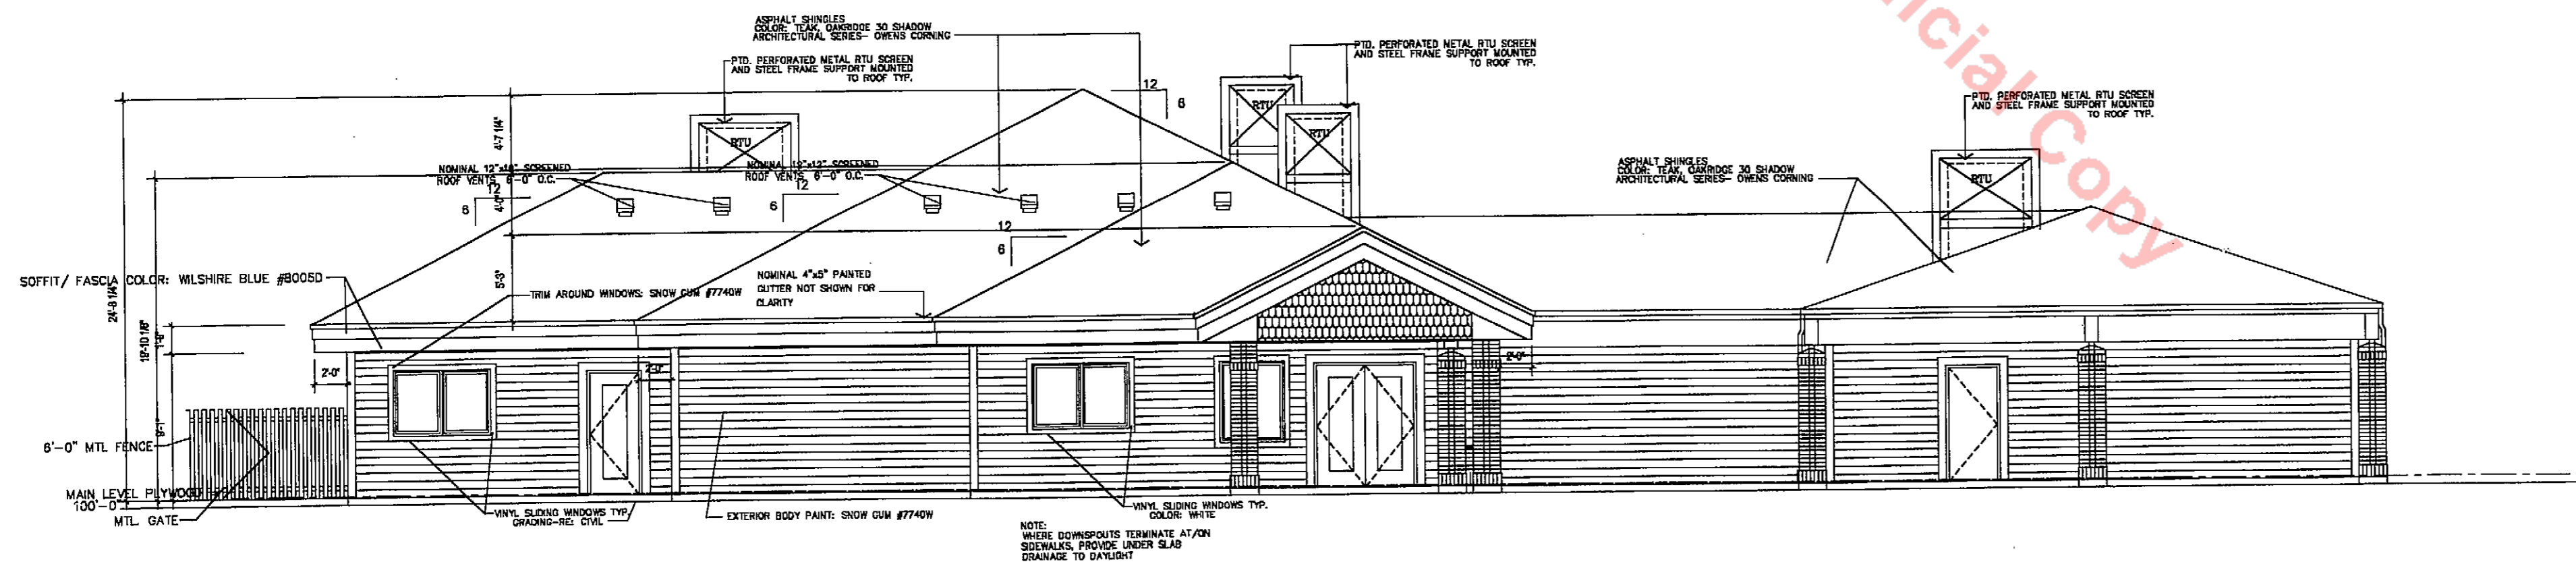 ASPHALT SHINGLES
COLOR: TEAK, OAKRIDGE 30 SHADOW
ARCHITECTURAL SERIES- OWENS CORNING
PTD. PERFORATED METAL RTU SCREEN
AND STEEL FRAME SUPPORT MOUNTED
TO ROOF TYP.
PTD. PERFORATED METAL RTU SCREEN
AND STEEL FRAME SUPPORT MOUNTED
TO ROOF TYP.
PTD. PERFORATED METAL RTU SCREEN
AND STEEL FRAME SUPPORT MOUNTED
TO ROOF TYP.
icial Copy
12
6
RTU
RTU
RTU
RTU
4'-7 1/4"
NOMINAL 12"x12" SCREENED
ROOF VENTS 6'-0" O.C.
NOMINAL 12"x12" SCREENED
ROOF VENTS 6'-0" O.C.
ASPHALT SHINGLES
COLOR: TEAK, OAKRIDGE 30 SHADOW
ARCHITECTURAL SERIES- OWENS CORNING
12
6
4'-0"
12
6
12
6
SOFFIT/ FASCIA COLOR: WILSHIRE BLUE #8005D
24'-8 1/4"
5'-3"
TRIM AROUND WINDOWS: SNOW GUM #7740W
NOMINAL 4"x5" PAINTED
GUTTER NOT SHOWN FOR
CLARITY
2'-0"
2'-0"
2'-0"
6'-0" MTL FENCE
MAIN LEVEL PLYWOOD
100'-0"
MTL. GATE
VINYL SLIDING WINDOWS TYP.
GRADING-RE: CIVIL
EXTERIOR BODY PAINT: SNOW GUM #7740W
VINYL SLIDING WINDOWS TYP.
COLOR: WHITE
NOTE:
WHERE DOWNSPOUTS TERMINATE AT/ON
SIDEWALKS, PROVIDE UNDER SLAB
DRAINAGE TO DAYLIGHT